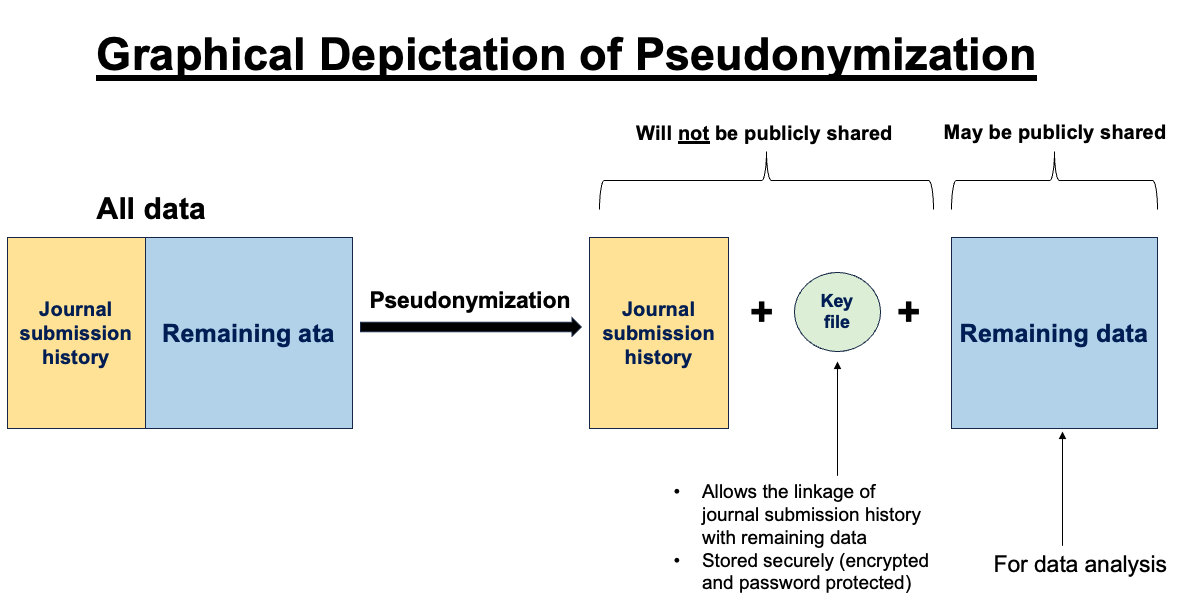 Graphical Depictation of Pseudonymization
Will not be publicly shared
May be publicly shared
All data
Journal
submission
history
Remaining ata
Pseudonymization
Journal
submission
history
+
Key
file
+
Remaining data
• Allows the linkage of
journal submission history
with remaining data
• Stored securely (encrypted
and password protected)
For data analysis